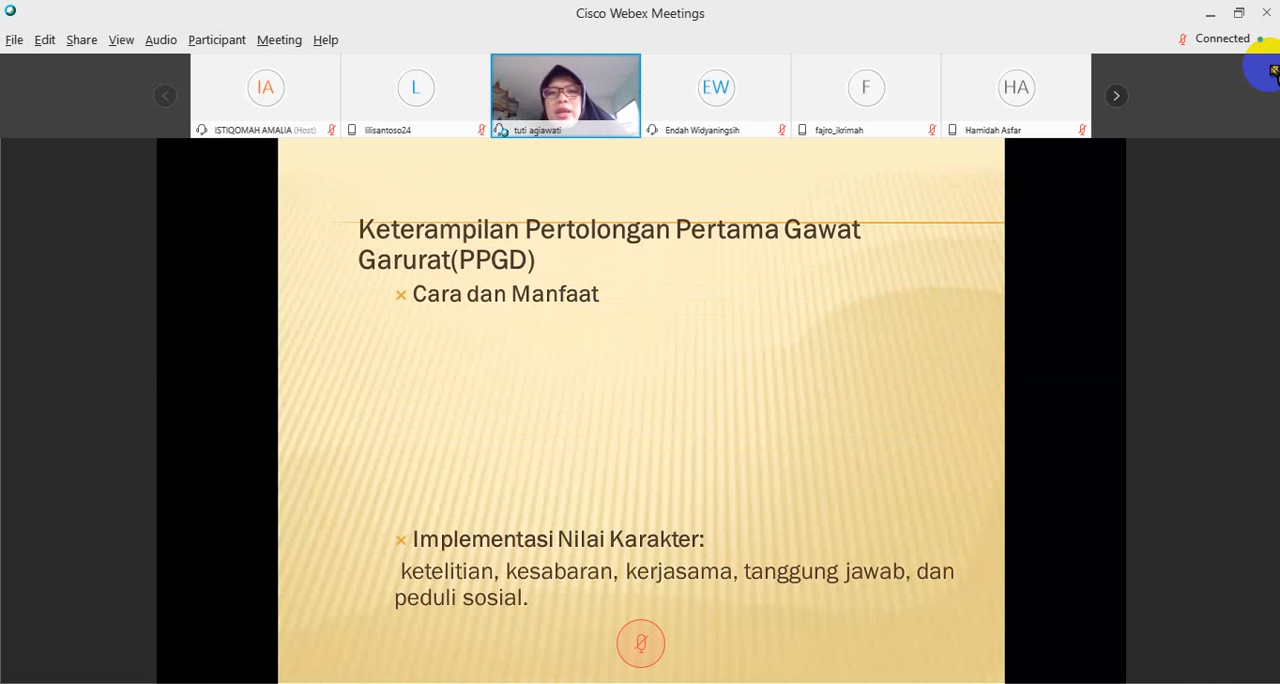 Cisco Webex Meetings
File Edit Share View Audio Participant Meeting Help
Connected
IA
L
EW
F
HA
ISTIQOMAH AMALIA (Host)
lilisantoso24
tuti agiawati
Endah Widyaningsih
fajro_ikrimah
Hamidah Asfar
Keterampilan Pertolongan Pertama Gawat
Garurat(PPGD)
× Cara dan Manfaat
× Implementasi Nilai Karakter:
ketelitian, kesabaran, kerjasama, tanggung jawab, dan
peduli sosial.